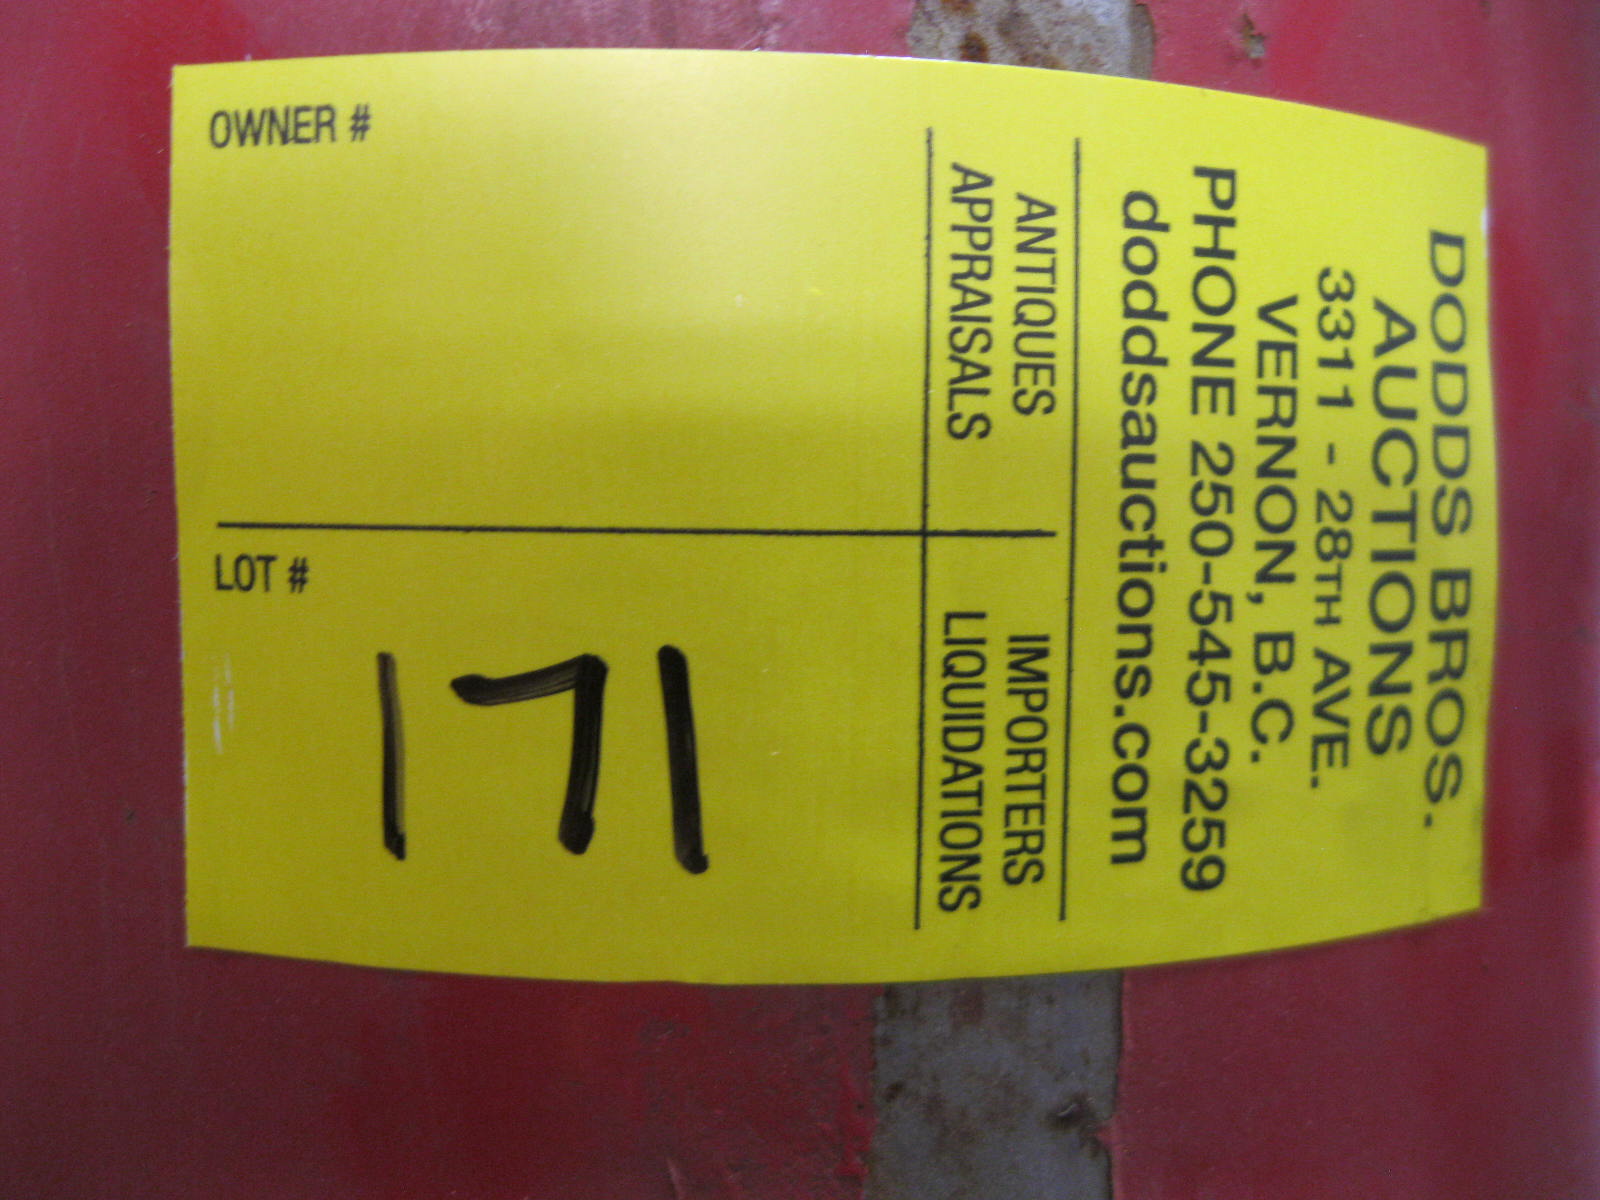 DODDS BROS.
AUCTIONS
3311 - 28TH AVE.
VERNON, B.C.
PHONE 250-545-3259
doddsauctions.com
ANTIQUES
APPRAISALS
IMPORTERS
LIQUIDATIONS
OWNER #
LOT #
171